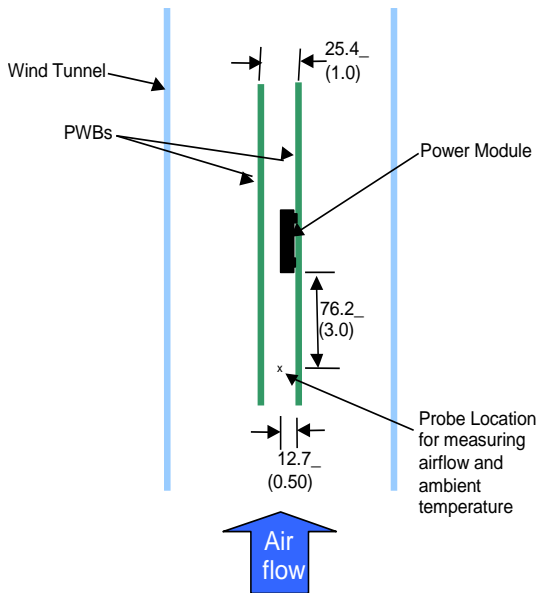 25.4_
(1.0)
Wind Tunnel
PWBs
Power Module
76.2_
(3.0)
x
Probe Location
for measuring
airflow and
ambient
temperature
12.7_
(0.50)
Air
flow